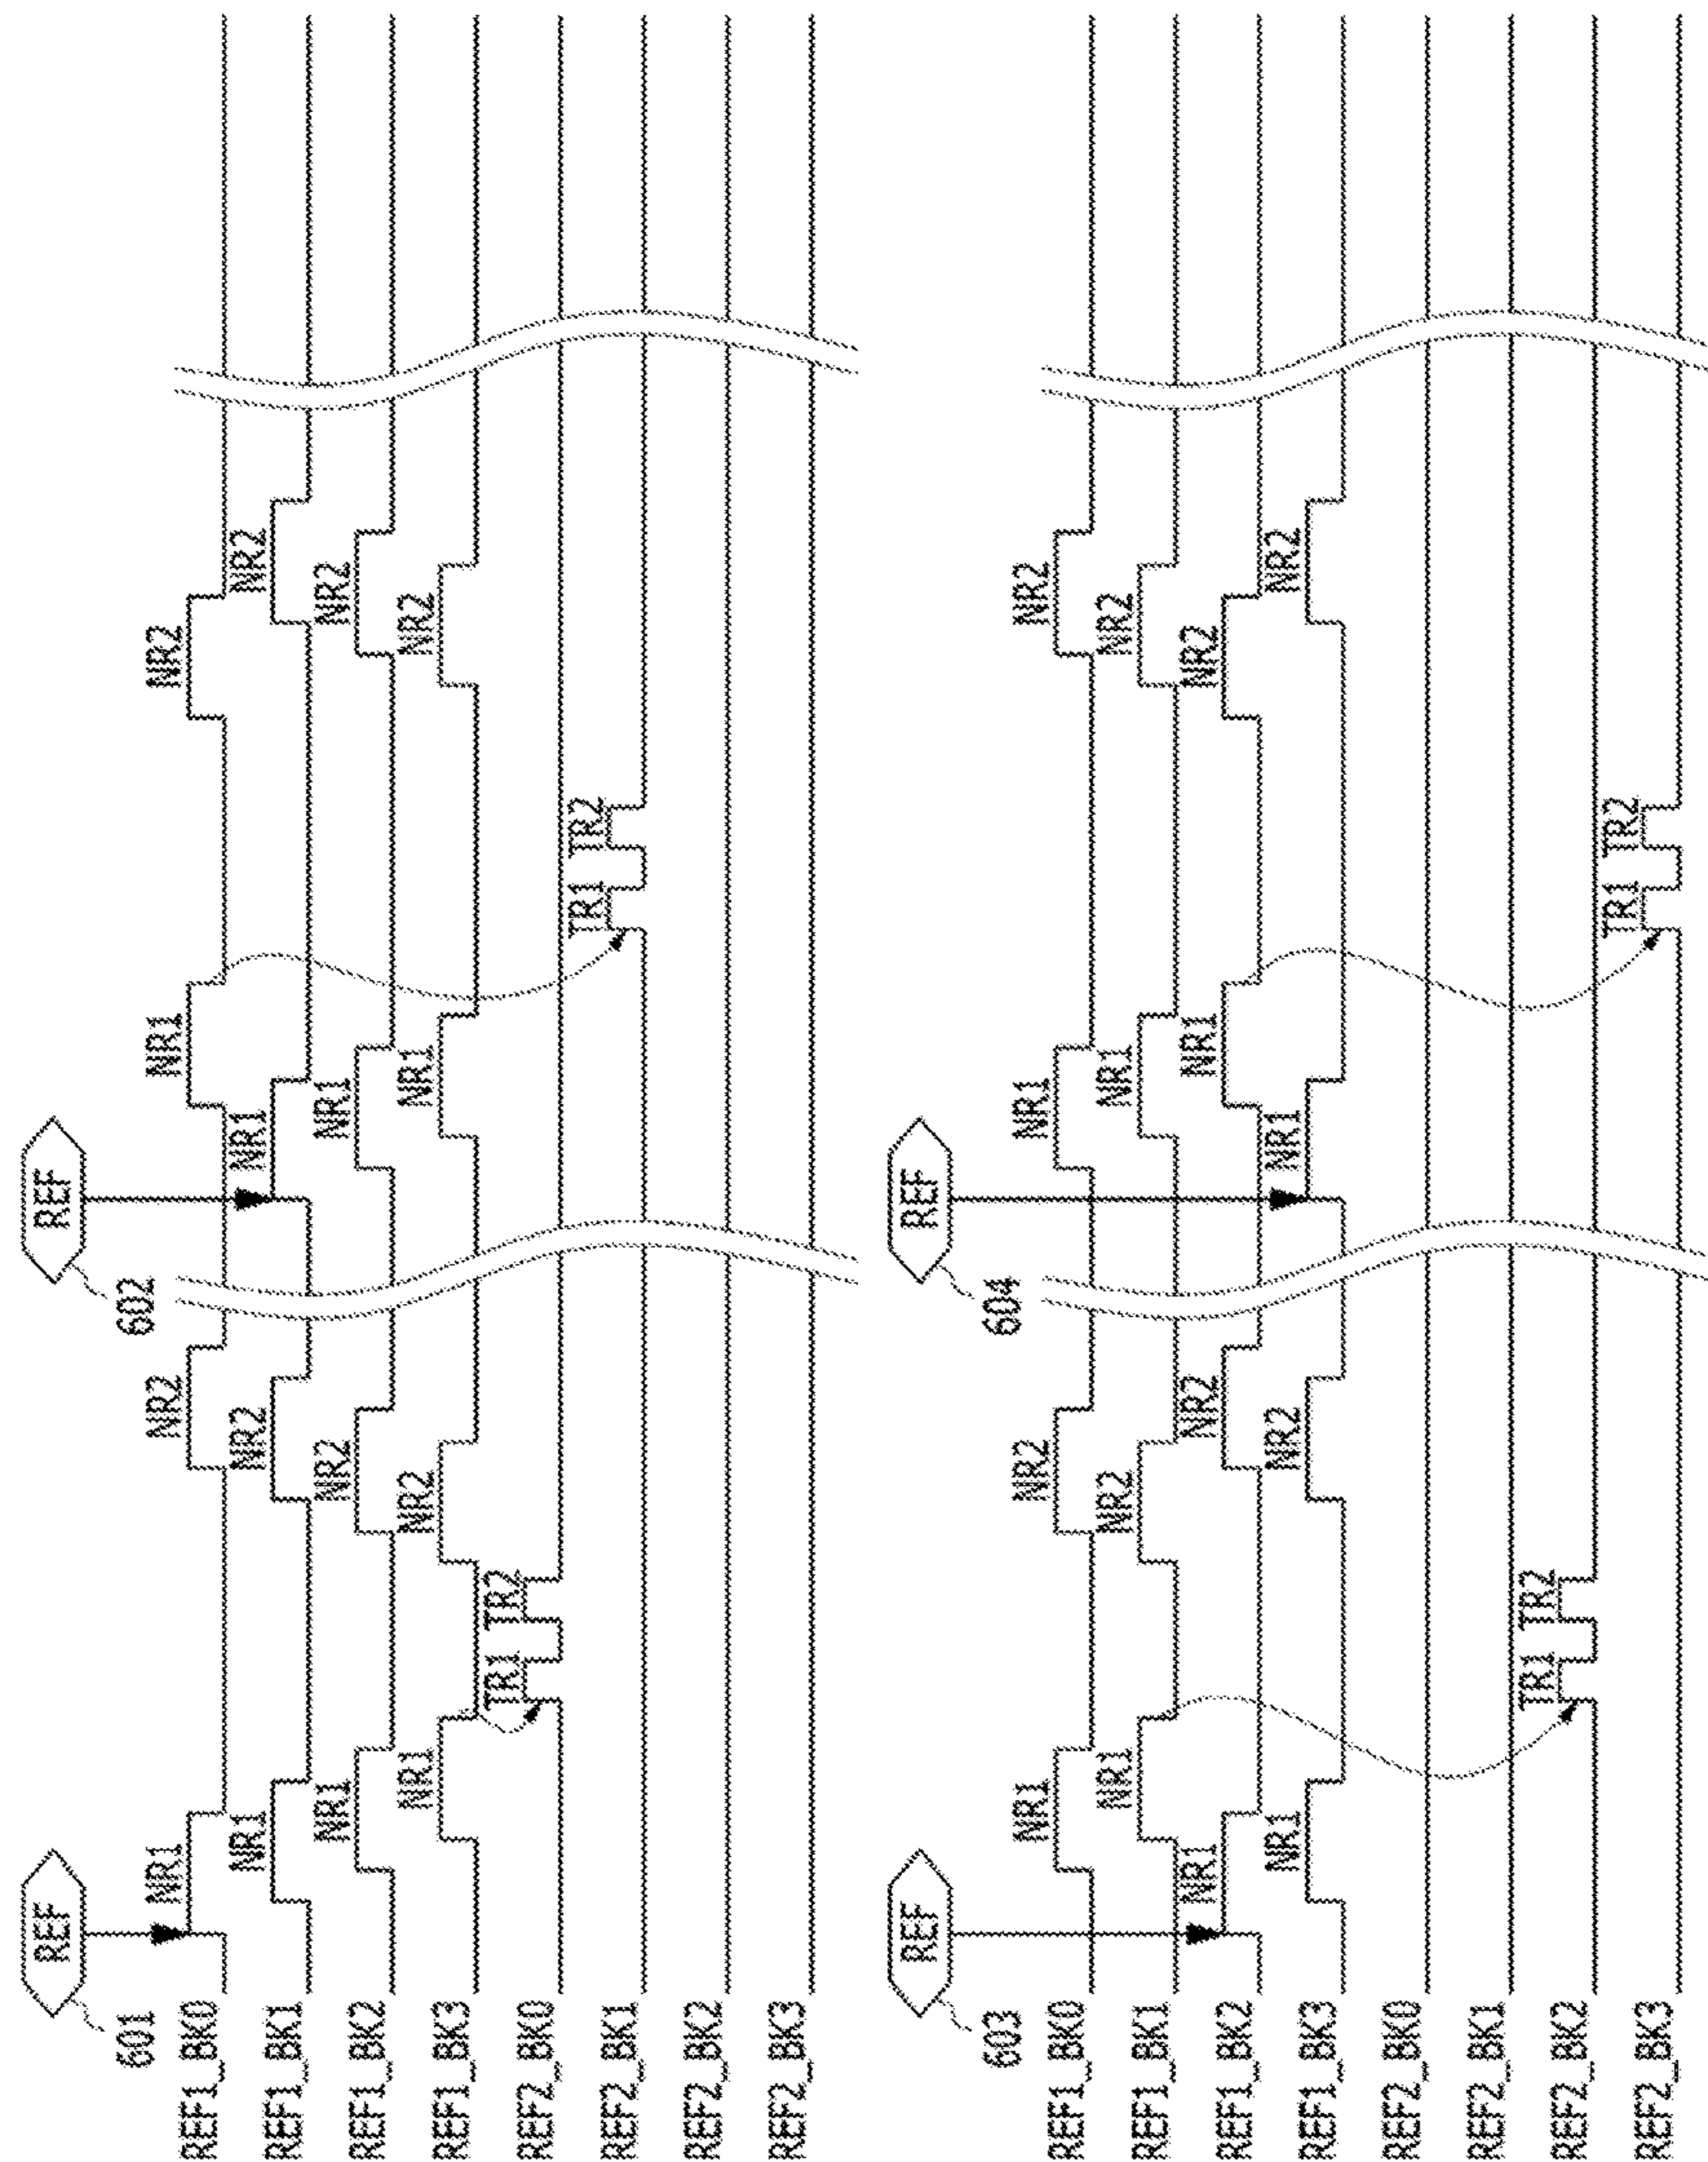 REF REF
601 602
REF1_BK0 NR1 NR2 NR1 NR2
REF1_BK1 NR1 NR2 NR1 NR2
REF1_BK2 NR1 NR2 NR1 NR2
REF1_BK3 NR1 NR2 NR1 NR2
REF2_BK0 TR1 TR2
REF2_BK1 TR1 TR2
REF2_BK2
REF2_BK3
REF REF
603 604
REF1_BK0 NR1 NR2 NR1 NR2
REF1_BK1 NR1 NR2 NR1 NR2
REF1_BK2 NR1 NR2 NR1 NR2
REF1_BK3 NR1 NR2 NR1 NR2
REF2_BK0
REF2_BK1
REF2_BK2 TR1 TR2
REF2_BK3 TR1 TR2